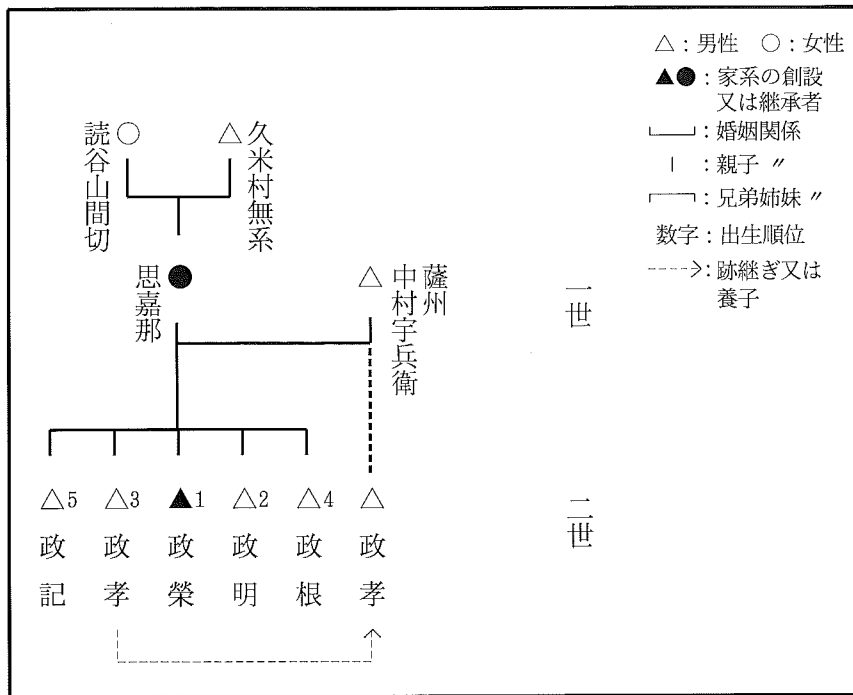 △：男性　○：女性
▲●：家系の創設
又は継承者
：婚姻関係
｜：親子 〃
：兄弟姉妹 〃
数字：出生順位
---->：跡継ぎ又は
養子
読谷山間切
久米村無系
思嘉那
薩州
中村宇兵衛
一世
△5
政記
△3
政孝
▲1
政榮
△2
政明
△4
政根
△
政孝
二世